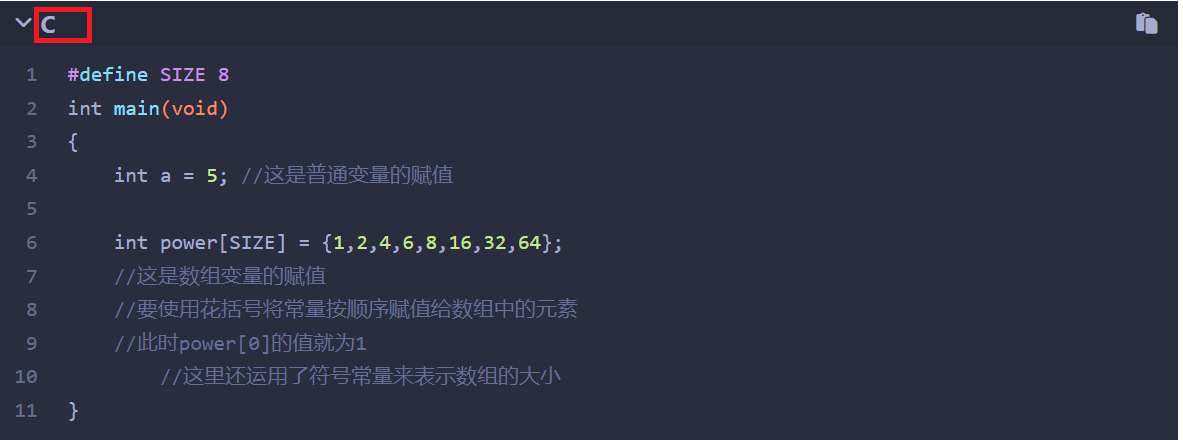 C
1 #define SIZE 8
2 int main(void)
3 {
4     int a = 5; //这是普通变量的赋值
5
6     int power[SIZE] = {1,2,4,6,8,16,32,64};
7     //这是数组变量的赋值
8     //要使用花括号将常量按顺序赋值给数组中的元素
9     //此时power[0]的值就为1
10         //这里还运用了符号常量来表示数组的大小
11 }